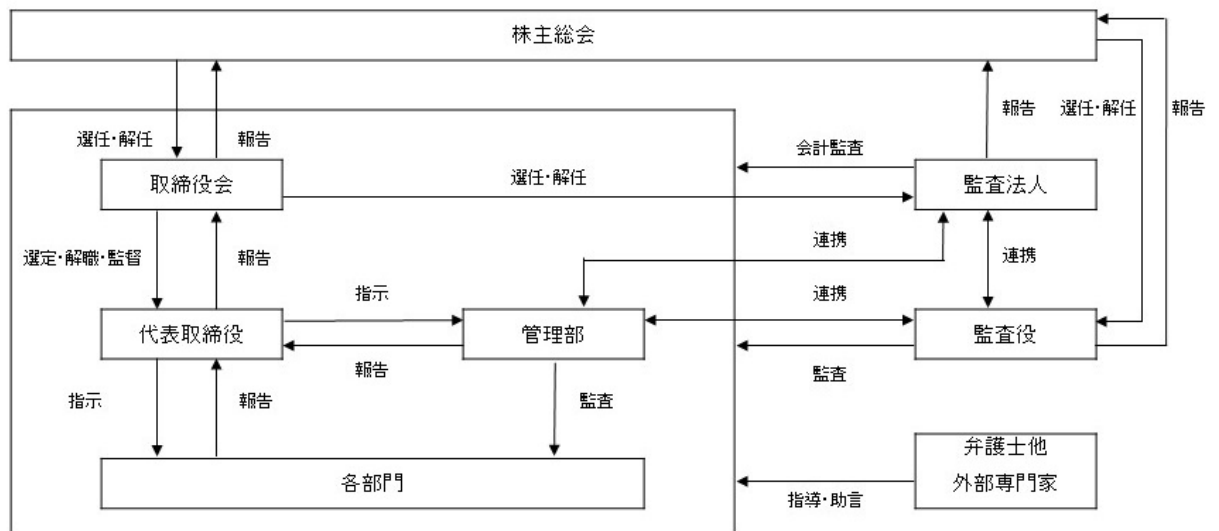 株主総会
選任・解任
報告
報告
選任・解任
報告
会計監査
取締役会
選任・解任
監査法人
選定・解職・監督
報告
連携
連携
指示
連携
代表取締役
管理部
監査役
報告
監査
指示
報告
監査
各部門
弁護士他
外部専門家
指導・助言